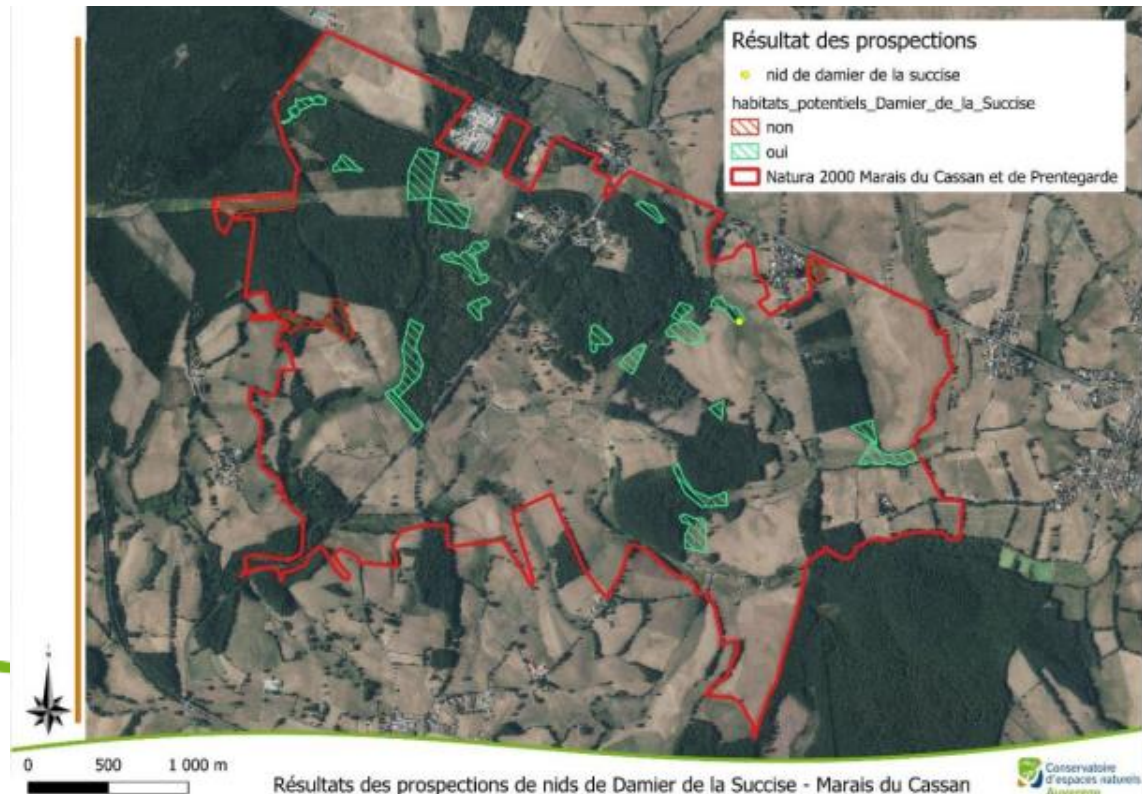 Résultat des prospections
nid de damier de la succise
habitats_potentiels_Damier_de_la_Succise
non
oui
Natura 2000 Marais du Cassan et de Prentegarde
0 500 1 000 m
Résultats des prospections de nids de Damier de la Succise - Marais du Cassan
Conservatoire
d'espaces naturels
Auvergne